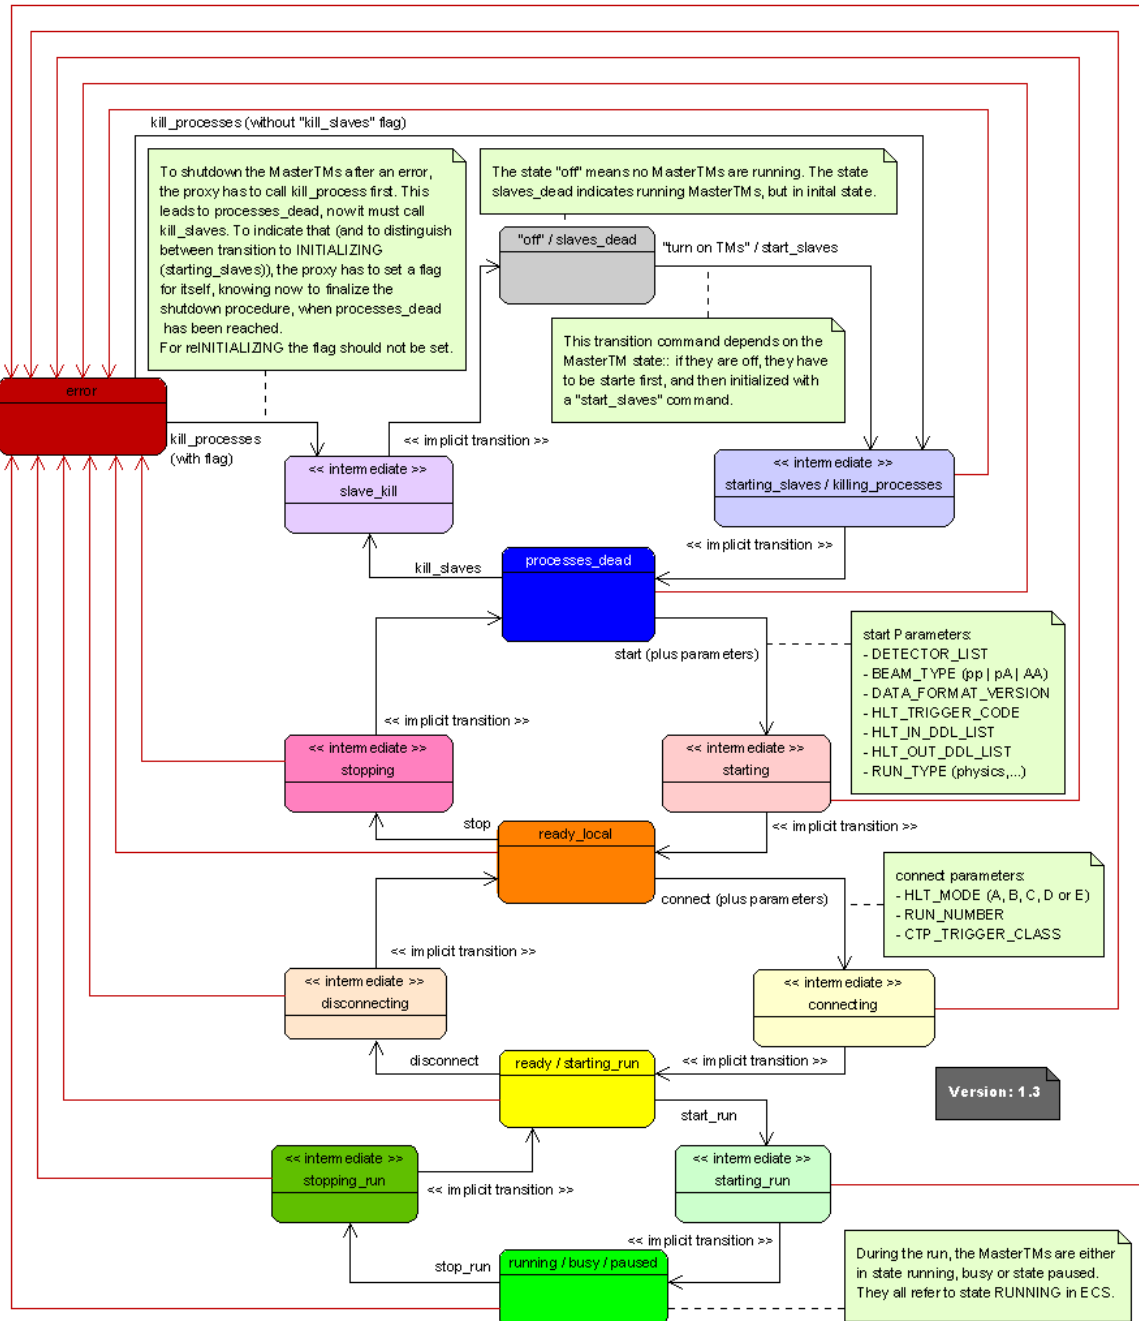 kill_processes (without "kill_slaves" flag)
To shutdown the MasterTMs after an error,
the proxy has to call kill_process first. This
leads to processes_dead, now it must call
kill_slaves. To indicate that (and to distinguish
between transition to INITIALIZING
(starting_slaves)), the proxy has to set a flag
for itself, knowing now to finalize the
shutdown procedure, when processes_dead
has been reached.
For reINITIALIZING the flag should not be set.
The state "off" means no MasterTMs are running. The state
slaves_dead indicates running MasterTMs, but in inital state.
"off" / slaves_dead
"turn on TMs" / start_slaves
This transition command depends on the
MasterTM state:: if they are off, they have
to be starte first, and then initialized with
a "start_slaves" command.
error
kill_processes
(with flag)
<< implicit transition >>
<< intermediate >>
slave_kill
<< intermediate >>
starting_slaves / killing_processes
<< implicit transition >>
processes_dead
kill_slaves
start (plus parameters)
start Parameters:
- DETECTOR_LIST
- BEAM_TYPE (pp | pA | AA)
- DATA_FORMAT_VERSION
- HLT_TRIGGER_CODE
- HLT_IN_DDL_LIST
- HLT_OUT_DDL_LIST
- RUN_TYPE (physics,...)
<< implicit transition >>
<< intermediate >>
stopping
<< intermediate >>
starting
stop
<< implicit transition >>
ready_local
connect (plus parameters)
connect parameters:
- HLT_MODE (A, B, C, D or E)
- RUN_NUMBER
- CTP_TRIGGER_CLASS
<< implicit transition >>
<< intermediate >>
disconnecting
<< intermediate >>
connecting
disconnect
<< implicit transition >>
ready / starting_run
Version: 1.3
start_run
<< intermediate >>
stopping_run
<< implicit transition >>
<< intermediate >>
starting_run
<< implicit transition >>
stop_run
running / busy / paused
During the run, the MasterTMs are either
in state running, busy or state paused.
They all refer to state RUNNING in ECS.